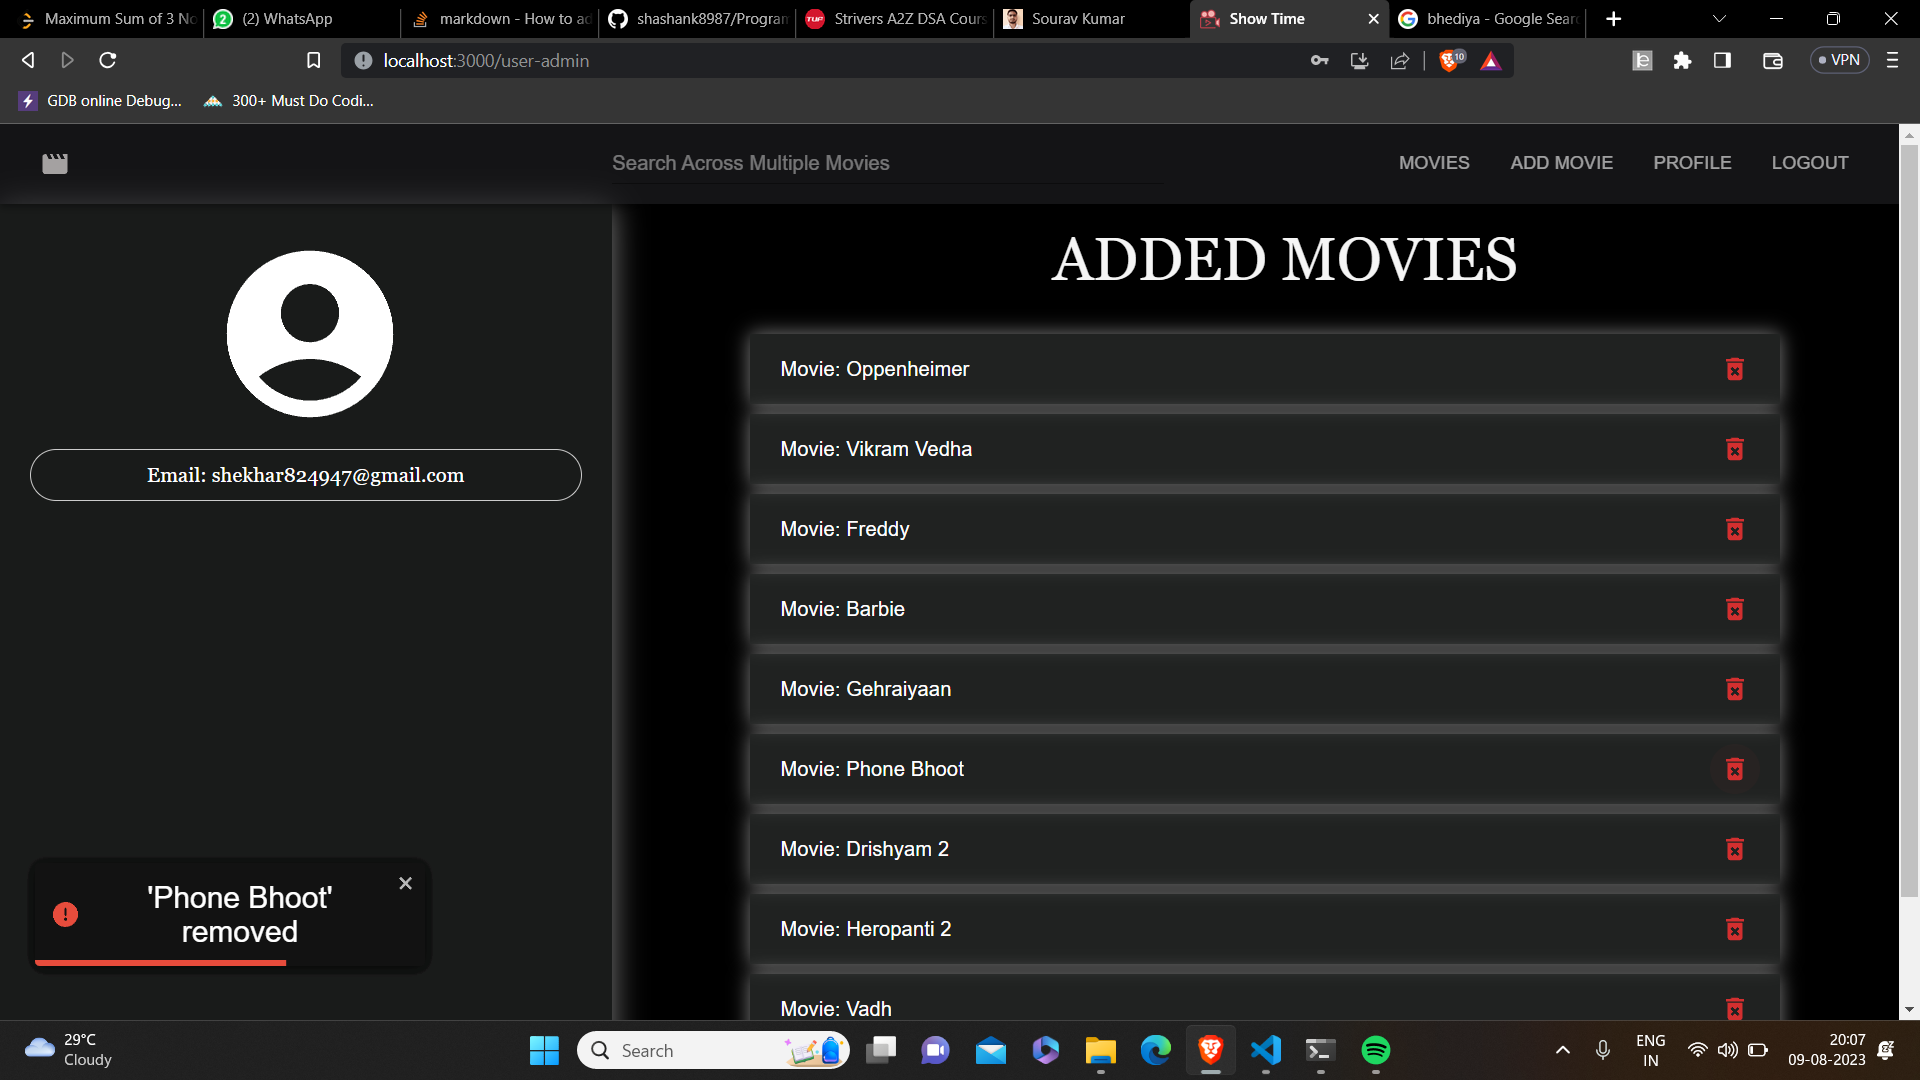 Maximum Sum of 3 No
(2) WhatsApp
markdown - How to ad
shashank8987/Program
Strivers A2Z DSA Cours
Sourav Kumar
Show Time
bhediya - Google Searc
localhost:3000/user-admin
10
VPN
GDB online Debug...
300+ Must Do Codi...
Search Across Multiple Movies
MOVIES
ADD MOVIE
PROFILE
LOGOUT
Email: shekhar824947@gmail.com
ADDED MOVIES
Movie: Oppenheimer
Movie: Vikram Vedha
Movie: Freddy
Movie: Barbie
Movie: Gehraiyaan
Movie: Phone Bhoot
Movie: Drishyam 2
Movie: Heropanti 2
Movie: Vadh
'Phone Bhoot'
removed
29°C
Cloudy
Search
ENG
IN
20:07
09-08-2023